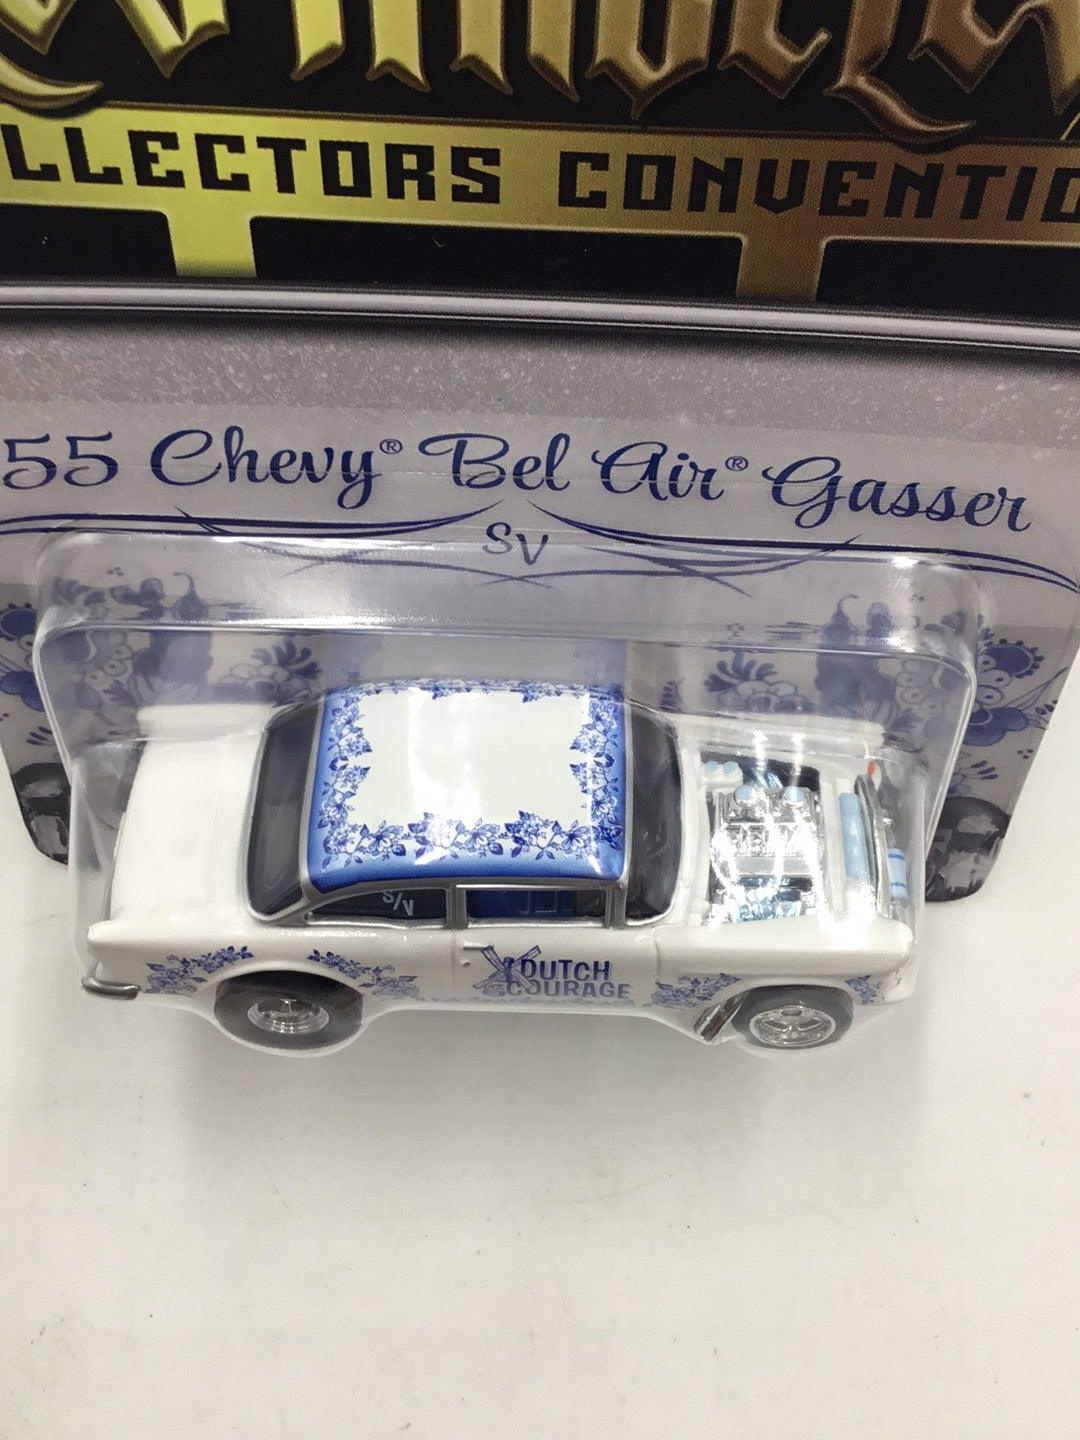 LLECTORS CONVENTIO
55 Chevy® Bel Air® Gasser
SV
S/V
DUTCH
COURAGE